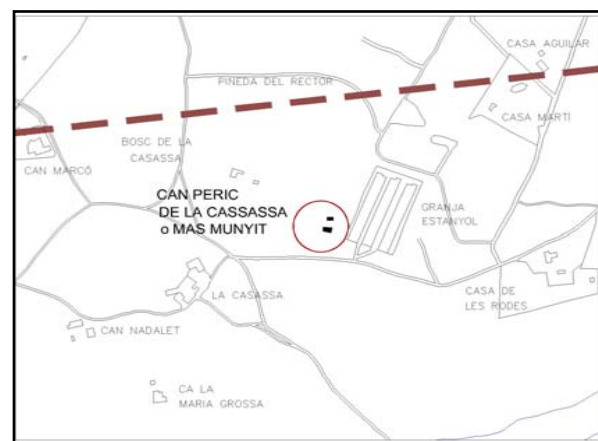 CASA AGUILAR
PINEDA DEL RECTOR
CASA MARTÍ
BOSC DE LA
CASASSA
CAN MARCÓ
CAN PERIC
DE LA CASSASSA
o MAS MUNYIT
GRANJA
ESTANYOL
LA CASASSA
CASA DE
LES RODES
CAN NADALET
CA LA
MARIA GROSSA